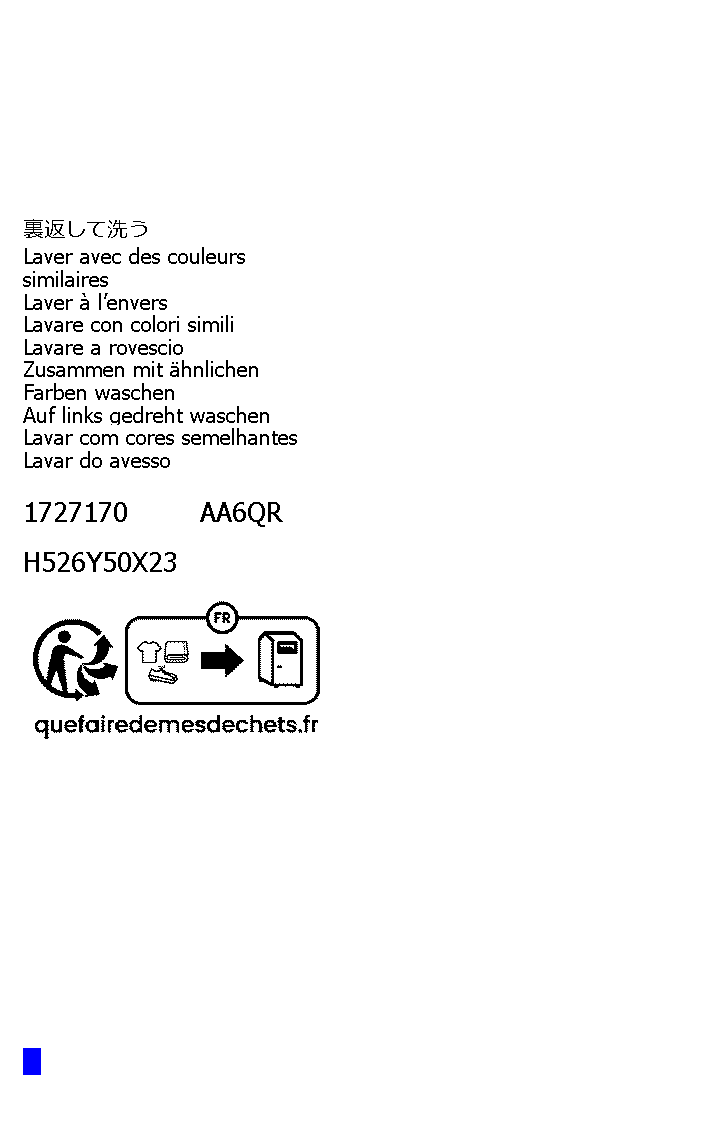 裏返して洗う
Laver avec des couleurs
similaires
Laver à l’envers
Lavare con colori simili
Lavare a rovescio
Zusammen mit ähnlichen
Farben waschen
Auf links gedreht waschen
Lavar com cores semelhantes
Lavar do avesso
1727170 AA6QR
H526Y50X23
FR
quefairedemesdechets.fr